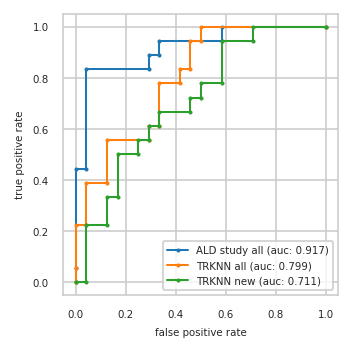 1.0
0.8
0.6
0.4
0.2
0.0
true positive rate
ALD study all (auc: 0.917)
TRKNN all (auc: 0.799)
TRKNN new (auc: 0.711)
0.0 0.2 0.4 0.6 0.8 1.0
false positive rate